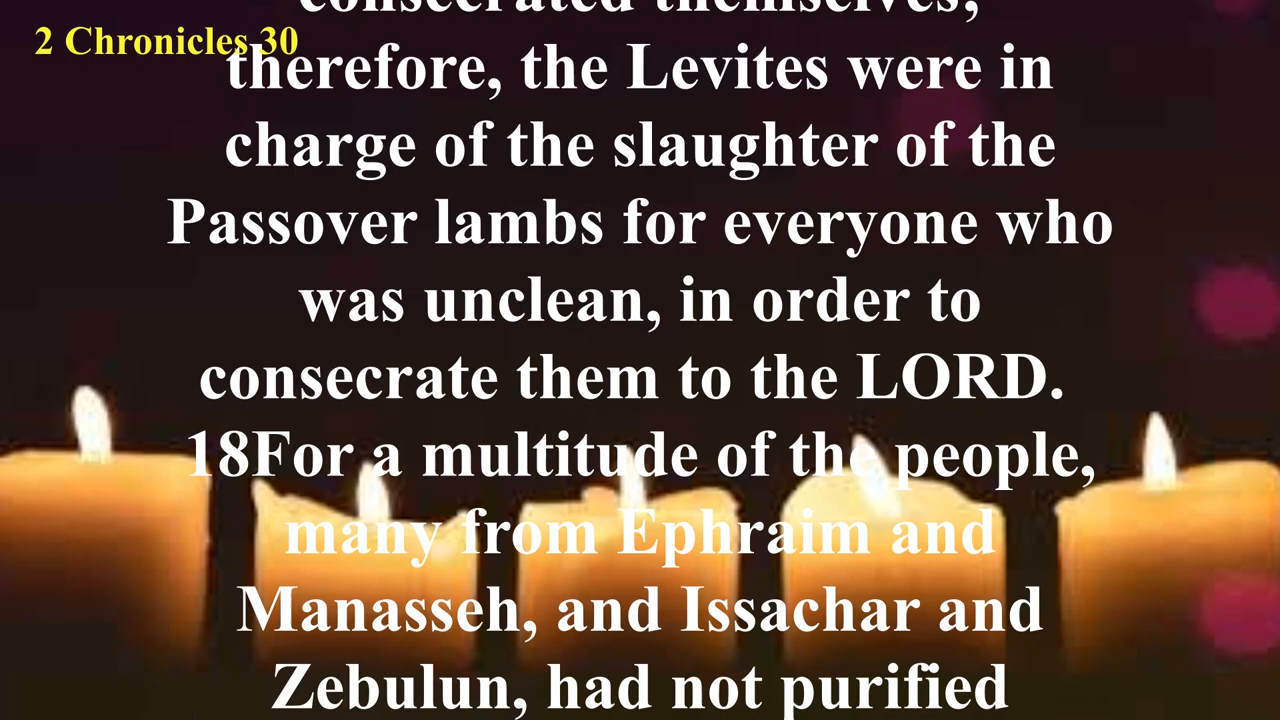 consecrated themselves;
2 Chronicles 30
therefore, the Levites were in
charge of the slaughter of the
Passover lambs for everyone who
was unclean, in order to
consecrate them to the LORD.
18For a multitude of the people,
many from Ephraim and
Manasseh, and Issachar and
Zebulun, had not purified